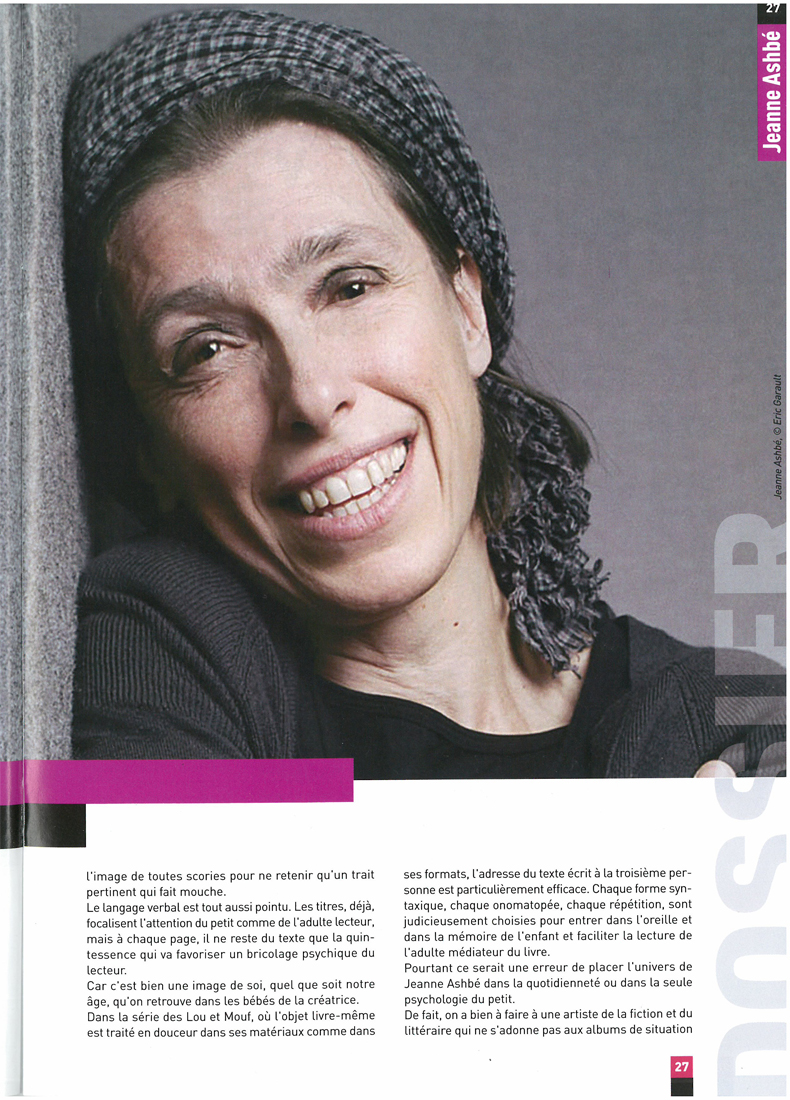 27
Jeanne Ashbé
Jeanne Ashbé, © Eric Garault
DOSSIER
l'image de toutes scories pour ne retenir qu'un trait
pertinent qui fait mouche.
Le langage verbal est tout aussi pointu. Les titres, déjà,
focalisent l'attention du petit comme de l'adulte lecteur,
mais à chaque page, il ne reste du texte que la quin-
tessence qui va favoriser un bricolage psychique du
lecteur.
Car c'est bien une image de soi, quel que soit notre
âge, qu'on retrouve dans les bébés de la créatrice.
Dans la série des Lou et Mouf, où l'objet livre-même
est traité en douceur dans ses matériaux comme dans
ses formats, l'adresse du texte écrit à la troisième per-
sonne est particulièrement efficace. Chaque forme syn-
taxique, chaque onomatopée, chaque répétition, sont
judicieusement choisies pour entrer dans l'oreille et
dans la mémoire de l'enfant et faciliter la lecture de
l'adulte médiateur du livre.
Pourtant ce serait une erreur de placer l'univers de
Jeanne Ashbé dans la quotidienneté ou dans la seule
psychologie du petit.
De fait, on a bien à faire à une artiste de la fiction et du
littéraire qui ne s'adonne pas aux albums de situation
27